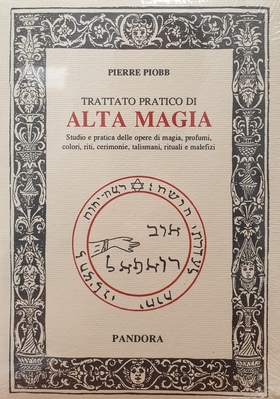 PIERRE PIOBB
TRATTATO PRATICO DI
ALTA MAGIA
Studio e pratica delle opere di magia, profumi,
colori, riti, cerimonie, talismani, rituali e malefizi
PANDORA